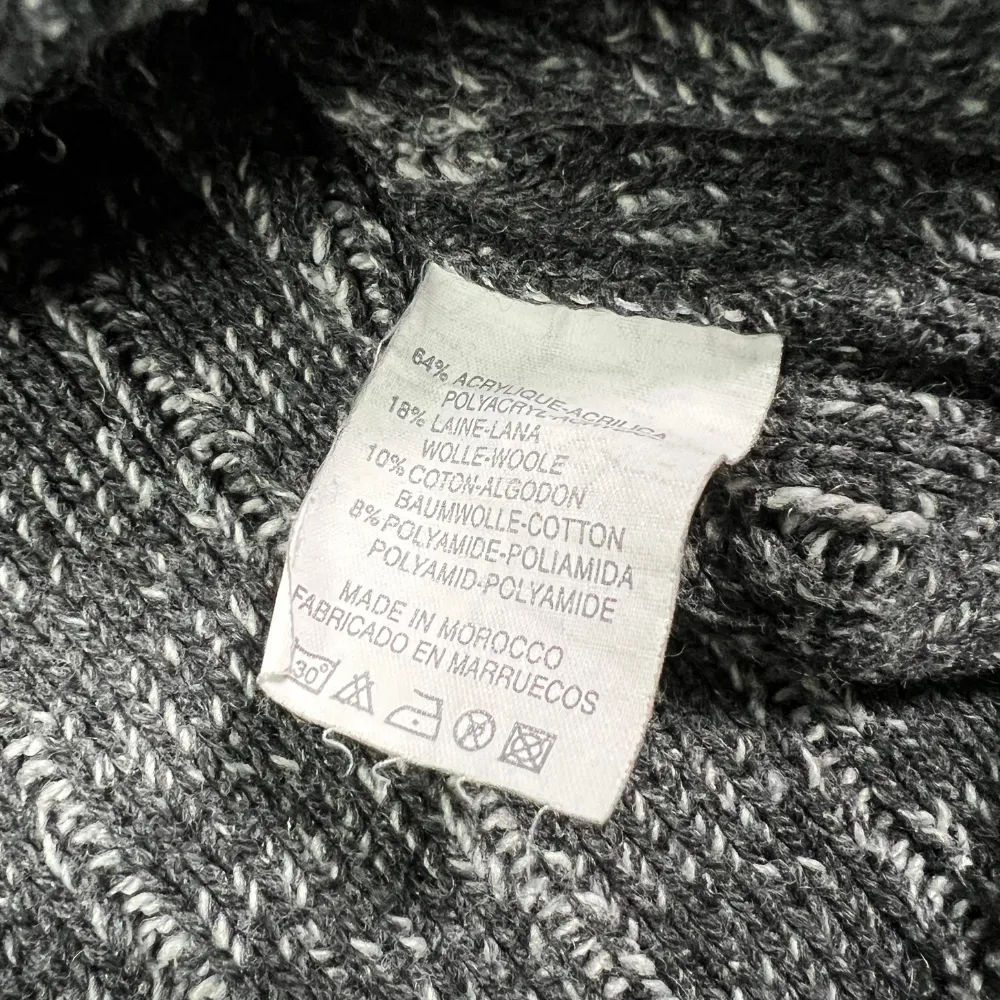 64% ACRYLIQUE-ACRILICA
POLYACRYL-ACRILICA
18% LAINE-LANA
WOLLE-WOOLE
10% COTON-ALGODON
BAUMWOLLE-COTTON
8% POLYAMIDE-POLIAMIDA
POLYAMID-POLYAMIDE
MADE IN MOROCCO
FABRICADO EN MARRUECOS
30°